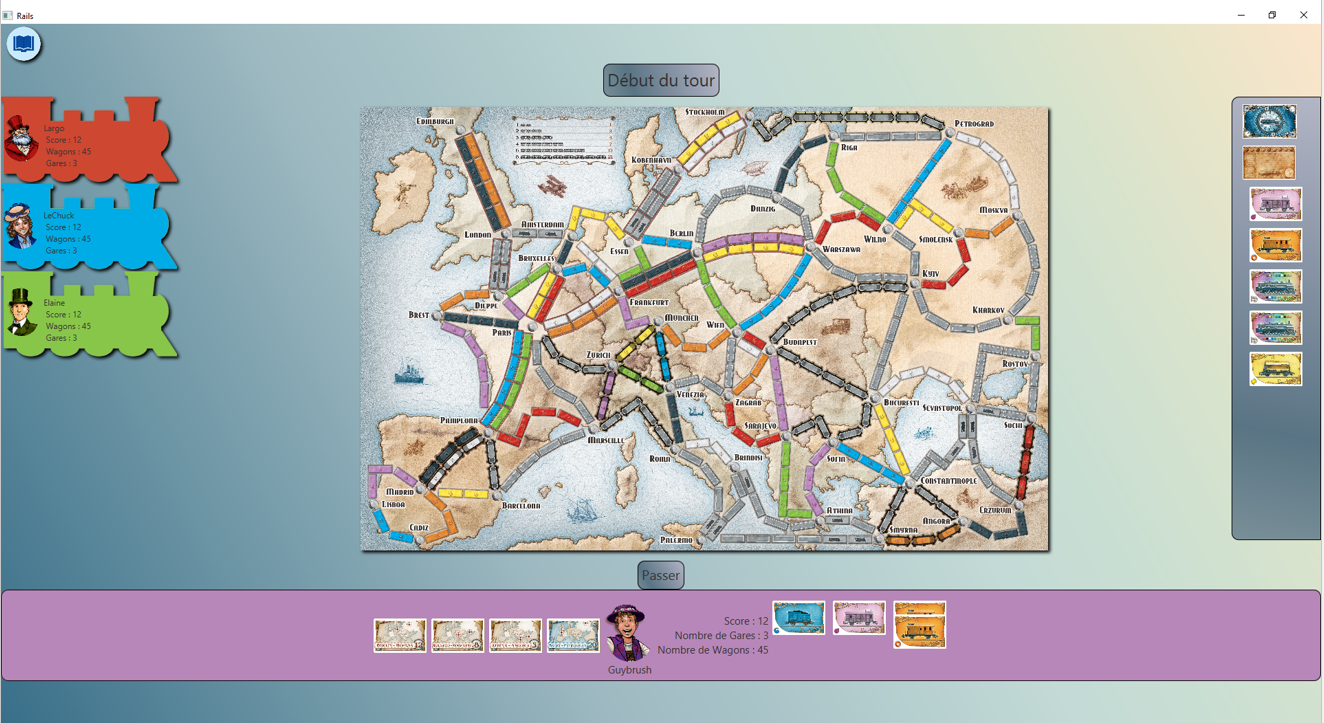 Rails
Début du tour
Largo
Score : 12
Wagons : 45
Gares : 3
LeChuck
Score : 12
Wagons : 45
Gares : 3
Elaine
Score : 12
Wagons : 45
Gares : 3
Edinburgh
Stockholm
Petrograd
Kobenhavn
Riga
Danzig
Moskva
London
Amsterdam
Essen
Berlin
Wilno
Smolensk
Warszawa
Bruxelles
Kyiv
Dieppe
Frankfurt
Kharkov
Brest
Paris
Munchen
Wien
Budapest
Zurich
Rostov
Venezia
Zagrab
Bucuresti
Sevastopol
Pamplona
Marseille
Sarajevo
Sochi
Roma
Brindisi
Sofia
Madrid
Constantinople
Lisboa
Barcelona
Athina
Erzurum
Cadiz
Angora
Smyrna
Palermo
Passer
Score : 12
Nombre de Gares : 3
Nombre de Wagons : 45
Guybrush